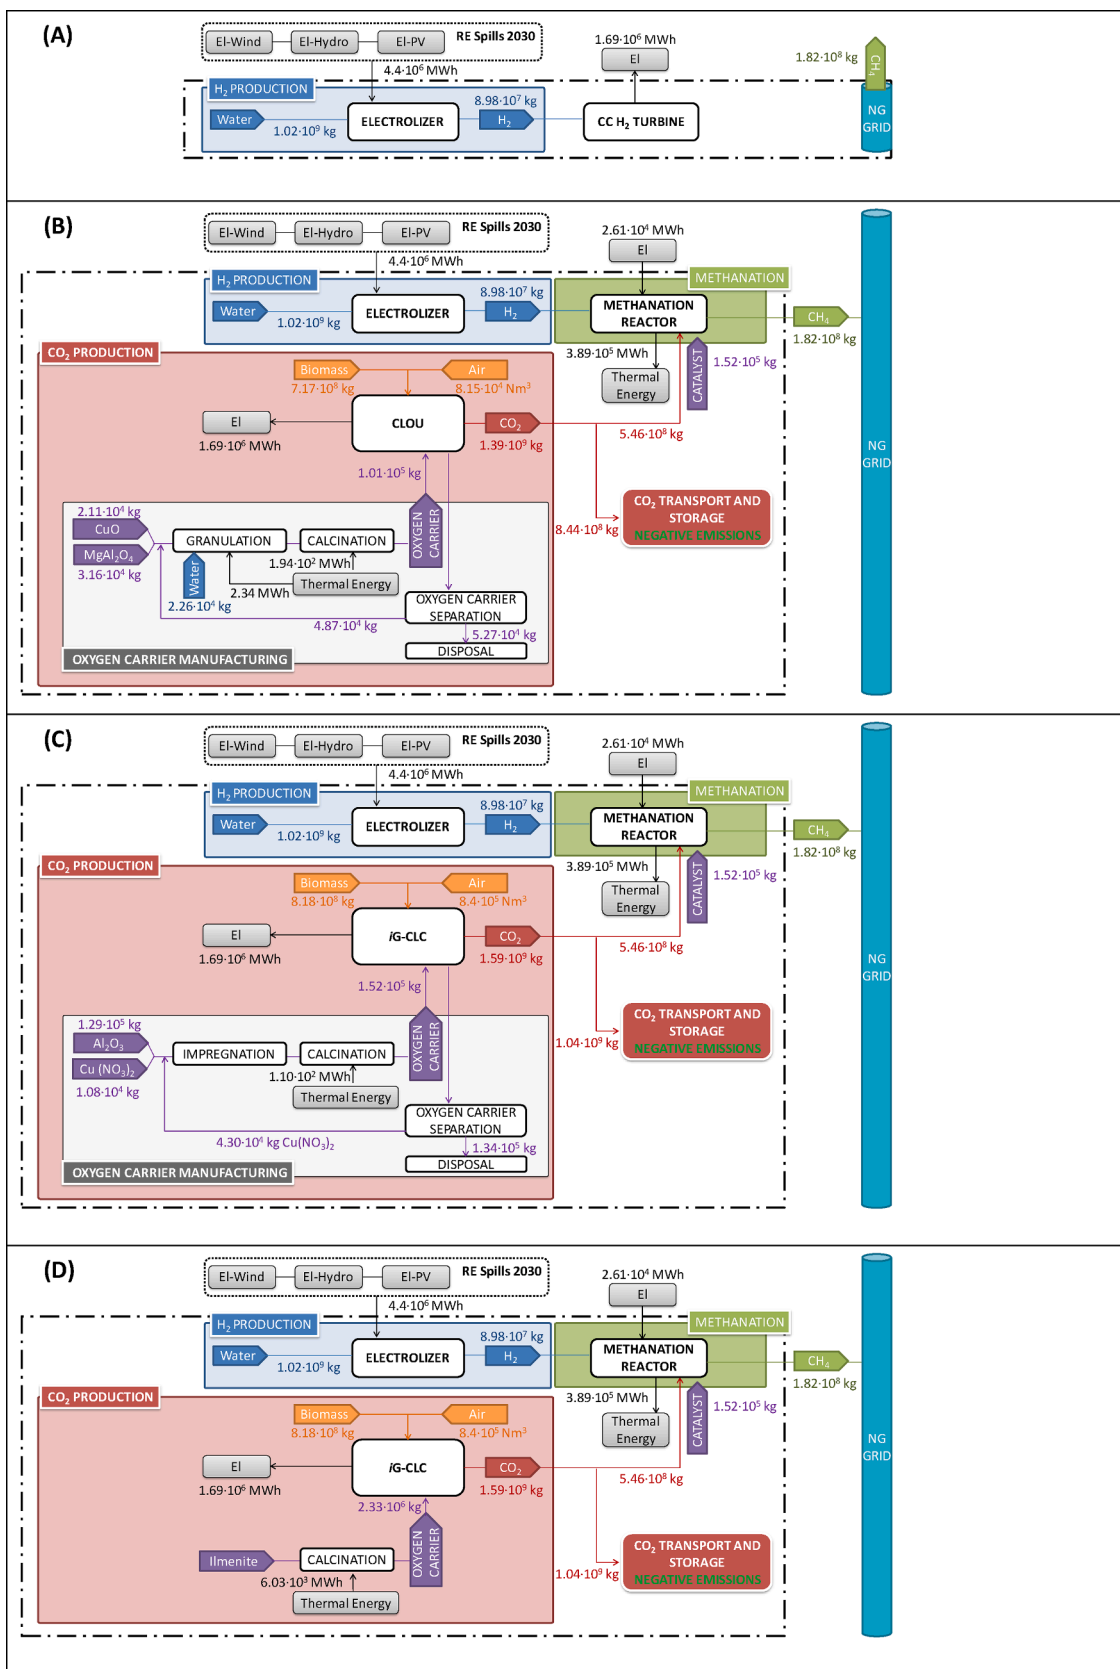 (A)
El-Wind
El-Hydro
El-PV
RE Spills 2030
4.4·10⁶ MWh
1.69·10⁶ MWh
El
1.82·10⁸ kg
CH₄
H₂ PRODUCTION
Water
1.02·10⁹ kg
ELECTROLIZER
8.98·10⁷ kg
H₂
CC H₂ TURBINE
NG
GRID
(B)
El-Wind
El-Hydro
El-PV
RE Spills 2030
4.4·10⁶ MWh
2.61·10⁴ MWh
El
H₂ PRODUCTION
Water
1.02·10⁹ kg
ELECTROLIZER
8.98·10⁷ kg
H₂
METHANATION
METHANATION
REACTOR
CH₄
1.82·10⁸ kg
3.89·10⁵ MWh
Thermal
Energy
CATALYST
1.52·10⁵ kg
CO₂ PRODUCTION
Biomass
7.17·10⁸ kg
Air
8.15·10⁴ Nm³
El
1.69·10⁶ MWh
CLOU
CO₂
1.39·10⁹ kg
5.46·10⁸ kg
1.01·10⁵ kg
NG
GRID
CO₂ TRANSPORT AND
STORAGE
NEGATIVE EMISSIONS
8.44·10⁸ kg
2.11·10⁴ kg
CuO
MgAl₂O₄
3.16·10⁴ kg
GRANULATION
CALCINATION
OXYGEN
CARRIER
1.94·10² MWh
Water
2.34 MWh
Thermal Energy
2.26·10⁴ kg
4.87·10⁴ kg
OXYGEN CARRIER
SEPARATION
5.27·10⁴ kg
DISPOSAL
OXYGEN CARRIER MANUFACTURING
(C)
El-Wind
El-Hydro
El-PV
RE Spills 2030
4.4·10⁶ MWh
2.61·10⁴ MWh
El
H₂ PRODUCTION
Water
1.02·10⁹ kg
ELECTROLIZER
8.98·10⁷ kg
H₂
METHANATION
METHANATION
REACTOR
CH₄
1.82·10⁸ kg
3.89·10⁵ MWh
Thermal
Energy
CATALYST
1.52·10⁵ kg
CO₂ PRODUCTION
Biomass
8.18·10⁸ kg
Air
8.4·10⁵ Nm³
El
1.69·10⁶ MWh
iG-CLC
CO₂
1.59·10⁹ kg
5.46·10⁸ kg
1.52·10⁵ kg
NG
GRID
CO₂ TRANSPORT AND
STORAGE
NEGATIVE EMISSIONS
1.04·10⁹ kg
1.29·10⁵ kg
Al₂O₃
Cu (NO₃)₂
1.08·10⁴ kg
IMPREGNATION
CALCINATION
OXYGEN
CARRIER
1.10·10² MWh
Thermal Energy
4.30·10⁴ kg Cu(NO₃)₂
OXYGEN CARRIER
SEPARATION
1.34·10⁵ kg
DISPOSAL
OXYGEN CARRIER MANUFACTURING
(D)
El-Wind
El-Hydro
El-PV
RE Spills 2030
4.4·10⁶ MWh
2.61·10⁴ MWh
El
H₂ PRODUCTION
Water
1.02·10⁹ kg
ELECTROLIZER
8.98·10⁷ kg
H₂
METHANATION
METHANATION
REACTOR
CH₄
1.82·10⁸ kg
3.89·10⁵ MWh
Thermal
Energy
CATALYST
1.52·10⁵ kg
CO₂ PRODUCTION
Biomass
8.18·10⁸ kg
Air
8.4·10⁵ Nm³
El
1.69·10⁶ MWh
iG-CLC
CO₂
1.59·10⁹ kg
5.46·10⁸ kg
2.33·10⁶ kg
NG
GRID
CO₂ TRANSPORT AND
STORAGE
NEGATIVE EMISSIONS
1.04·10⁹ kg
Ilmenite
CALCINATION
OXYGEN
CARRIER
6.03·10³ MWh
Thermal Energy